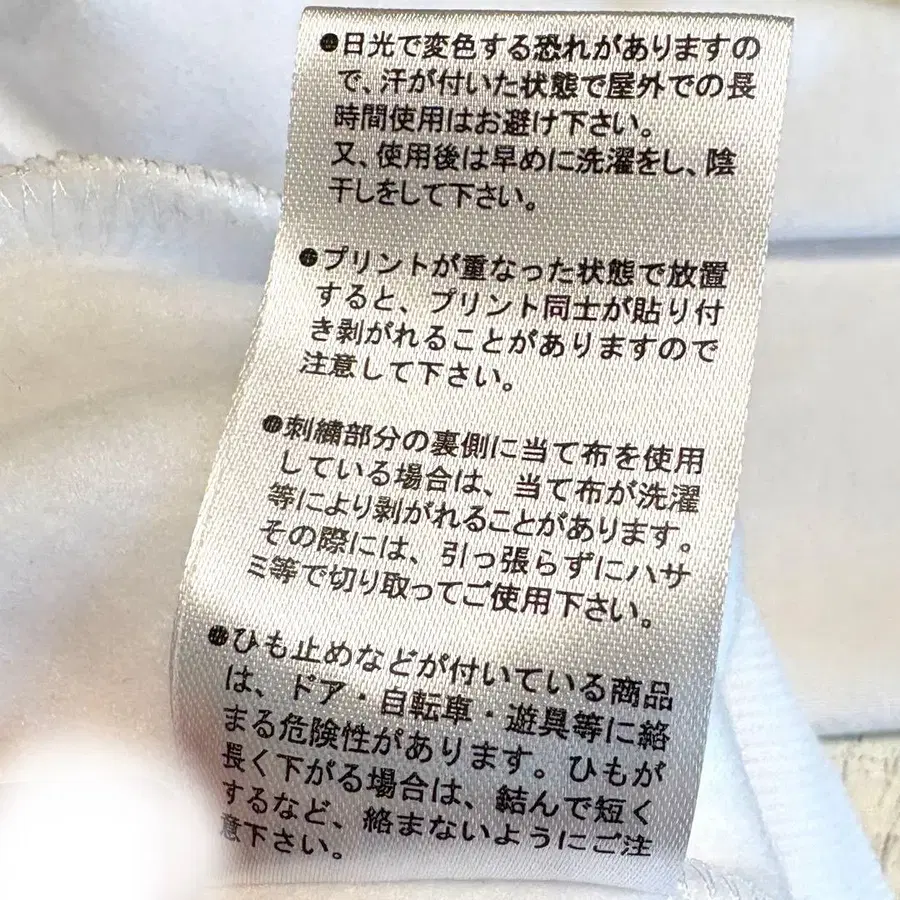 ●日光で変色する恐れがありますの
で、汗が付いた状態で屋外での長
時間使用はお避け下さい。
又、使用後は早めに洗濯をし、陰
干しをして下さい。
●プリントが重なった状態で放置
すると、プリント同士が貼り付
き剥がれることがありますので
注意して下さい。
●刺繍部分の裏側に当て布を使用
している場合は、当て布が洗濯
等により剥がれることがあります。
その際には、引っ張らずにハサ
ミ等で切り取ってご使用下さい。
●ひも止めなどが付いている商品
は、ドア・自転車・遊具等に絡
まる危険性があります。ひもが
長く下がる場合は、結んで短く
するなど、絡まないようにご注
意下さい。